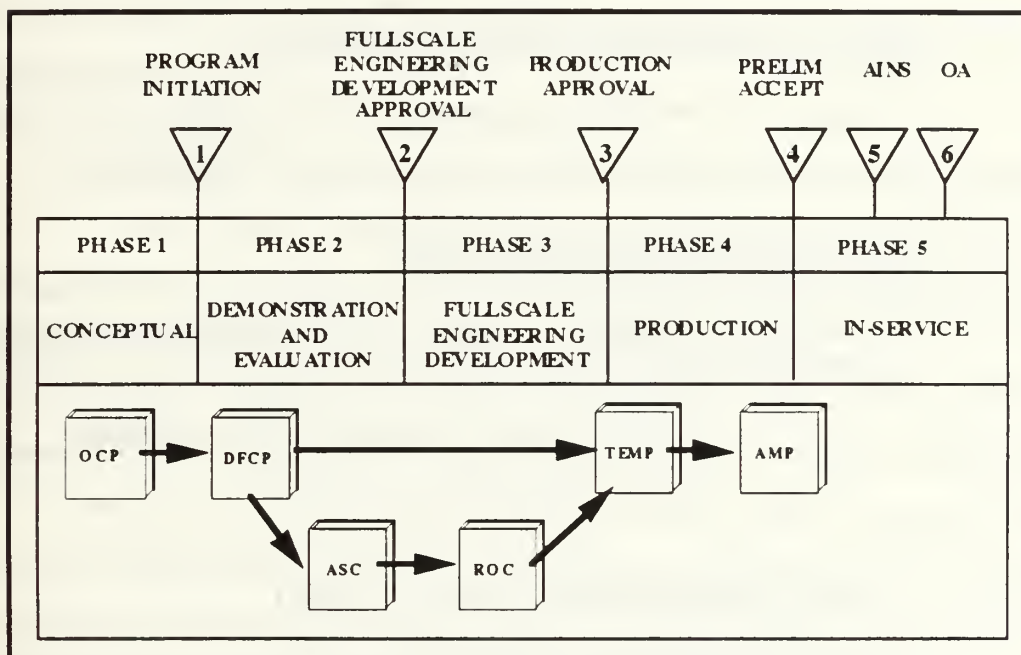 PROGRAM
INITIATION
FULLSCALE
ENGINEERING
DEVELOPMENT
APPROVAL
PRODUCTION
APPROVAL
PRELIM
ACCEPT
AINS
OA
1
2
3
4
5
6
PHASE 1
PHASE 2
PHASE 3
PHASE 4
PHASE 5
CONCEPTUAL
DEMONSTRATION
AND
EVALUATION
FULLSCALE
ENGINEERING
DEVELOPMENT
PRODUCTION
IN-SERVICE
OCP
DFCP
TEMP
AMP
ASC
ROC